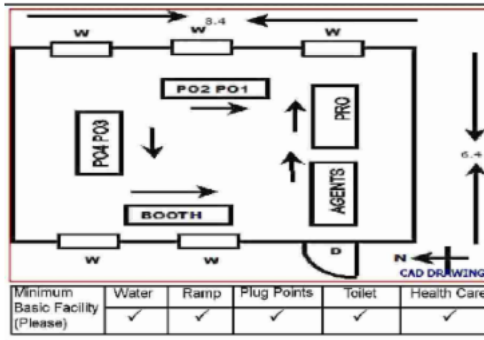 8.4
W W W
PO2 PO1
PRO
PO4 PO3
6.4
AGENTS
BOOTH
W W D N
CAD DRAWING
Minimum Basic Facility (Please) Water Ramp Plug Points Toilet Health Care
✓ ✓ ✓ ✓ ✓